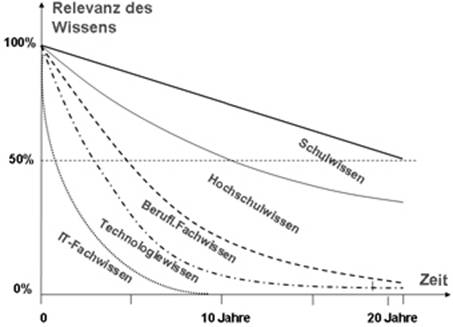 Relevanz des
Wissens
100%
Schulwissen
50%
Hochschulwissen
Berufl.Fachwissen
Technologiewissen
IT-Fachwissen
0%
Zeit
0
10 Jahre
20 Jahre